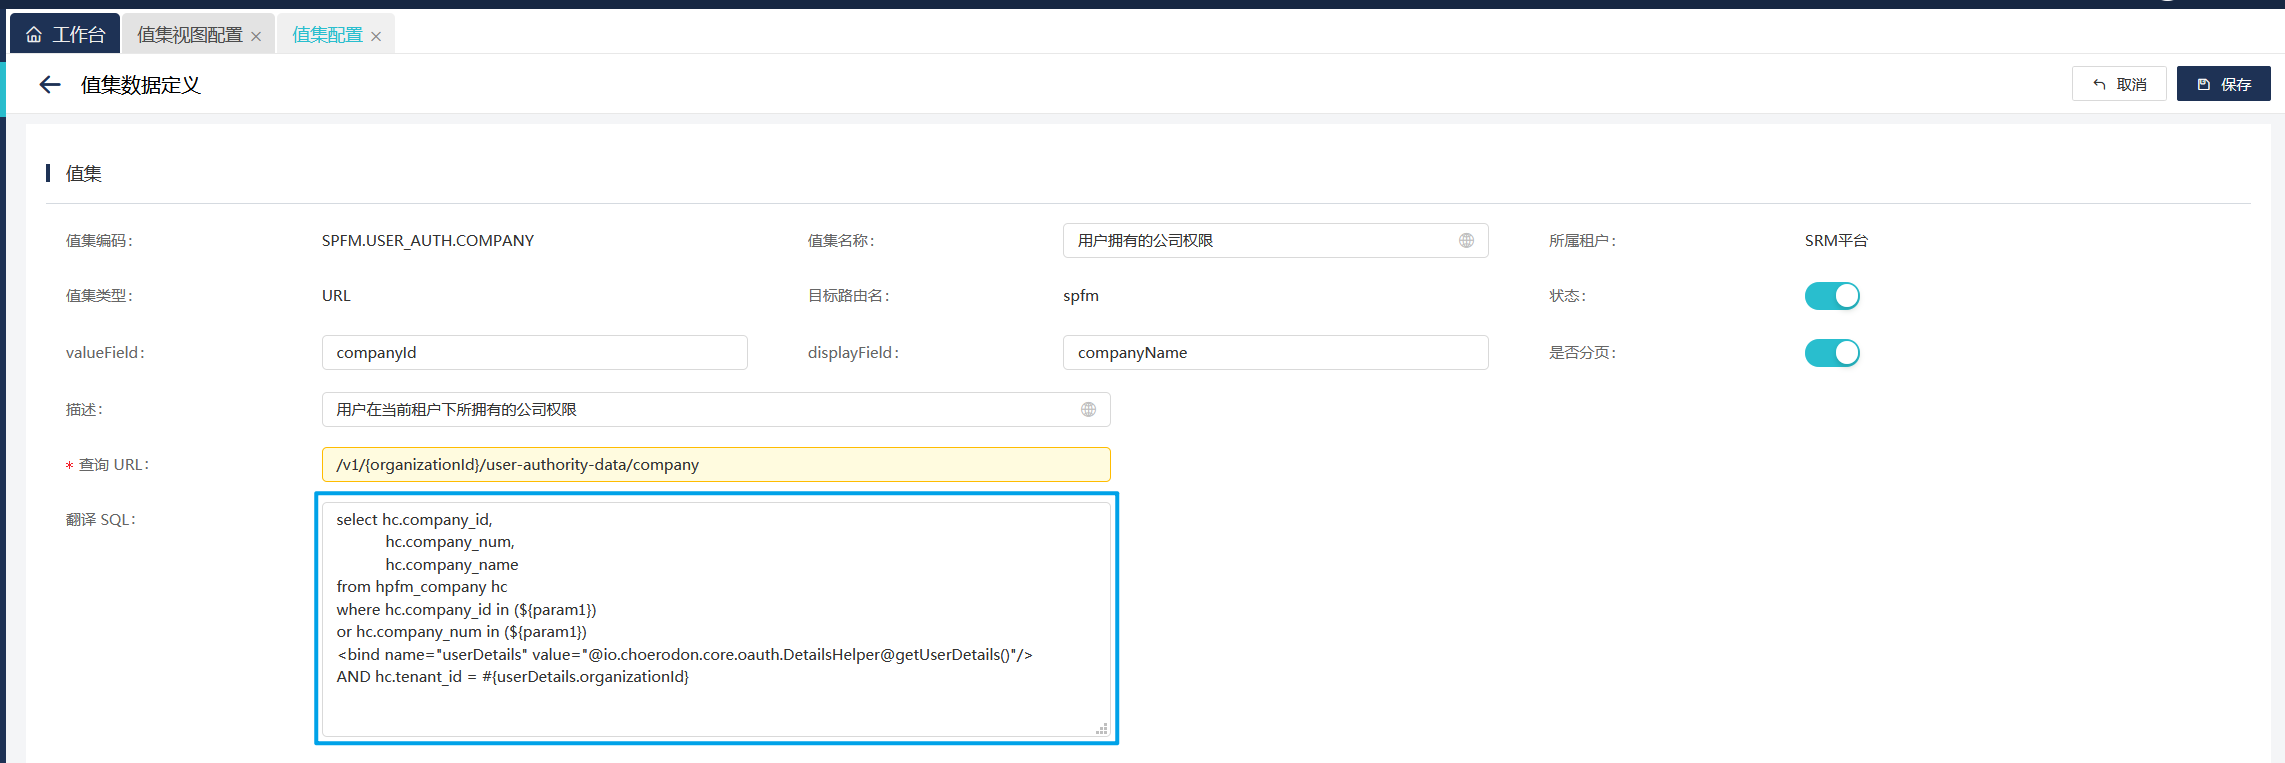 工作台 值集视图配置 × 值集配置 ×
值集数据定义 取消 保存
值集
值集编码： SPFM.USER_AUTH.COMPANY 值集名称： 用户拥有的公司权限 所属租户： SRM平台
值集类型： URL 目标路由名： spfm 状态：
valueField： companyId displayField： companyName 是否分页：
描述： 用户在当前租户下所拥有的公司权限
* 查询 URL： /v1/{organizationId}/user-authority-data/company
翻译 SQL： select hc.company_id,
hc.company_num,
hc.company_name
from hpfm_company hc
where hc.company_id in (${param1})
or hc.company_num in (${param1})
<bind name="userDetails" value="@io.choerodon.core.oauth.DetailsHelper@getUserDetails()"/>
AND hc.tenant_id = #{userDetails.organizationId}